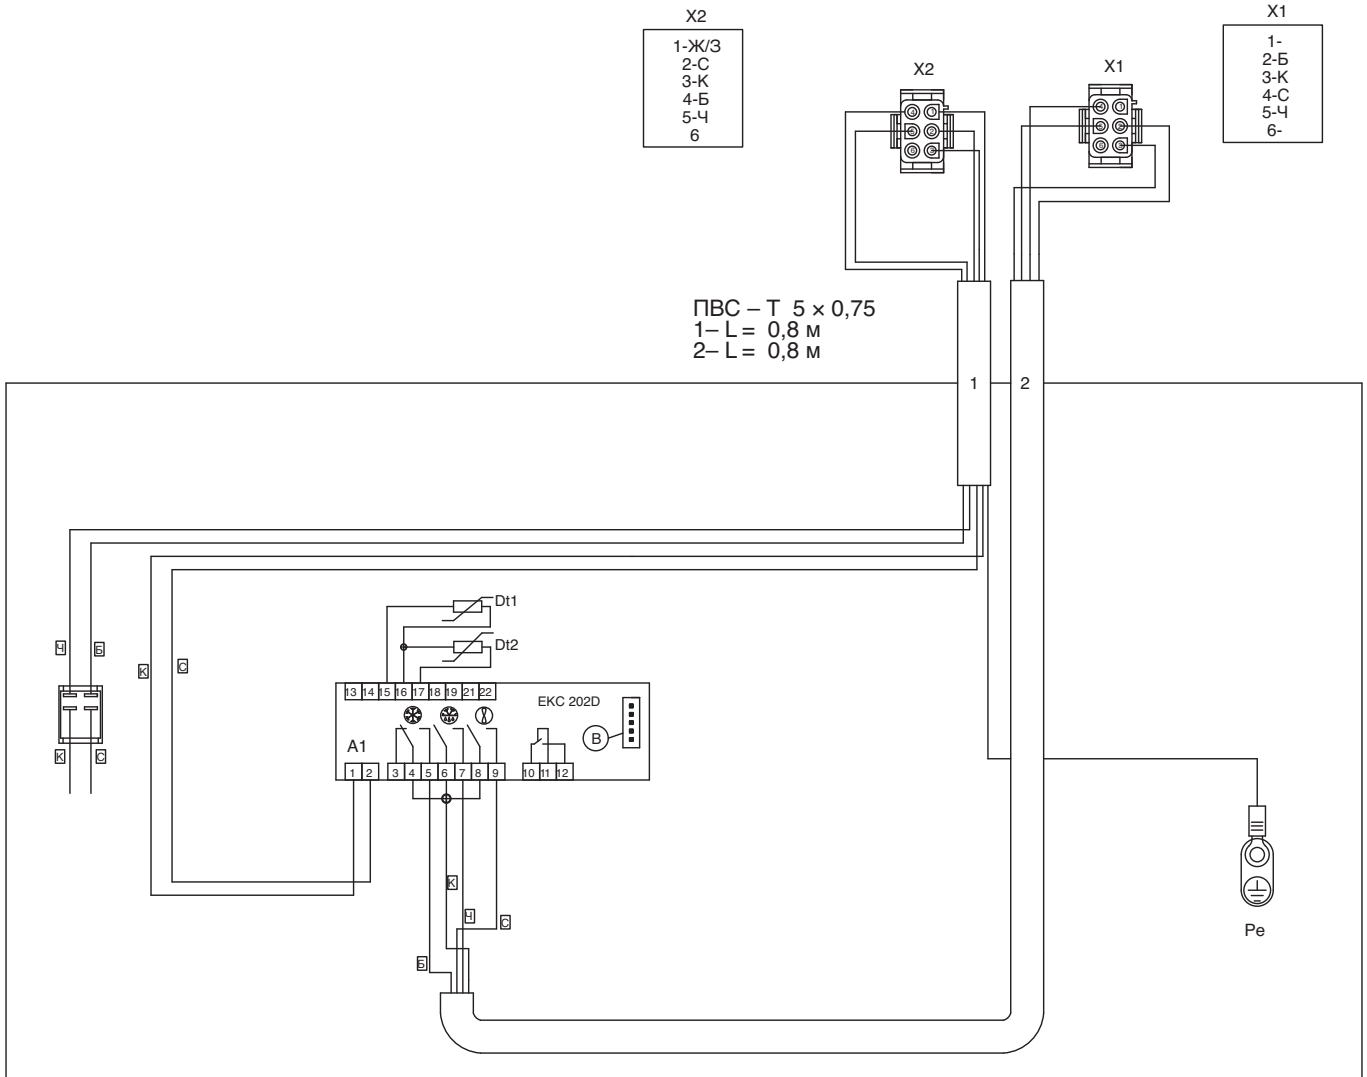 X2
1-Ж/З
2-С
3-К
4-Б
5-Ч
6
X1
1-
2-Б
3-К
4-С
5-Ч
6-
X2
X1
ПВС – Т 5 × 0,75
1– L = 0,8 м
2– L = 0,8 м
1
2
Ч
Б
К
С
К
С
Dt1
Dt2
13 14 15 16 17 18 19 21 22
EKC 202D
B
A1
1 2 3 4 5 6 7 8 9 10 11 12
К
Ч
С
Б
Pe